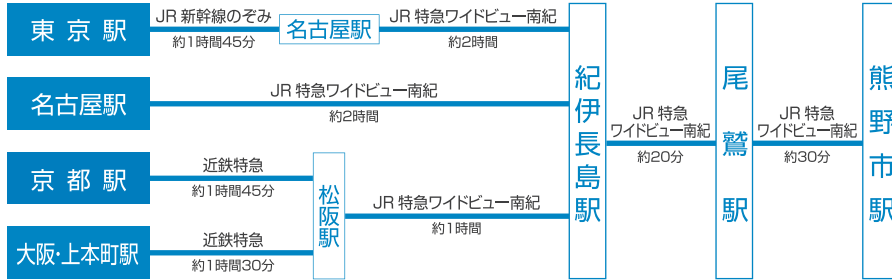 東京駅
JR 新幹線のぞみ
約1時間45分
名古屋駅
JR 特急ワイドビュー南紀
約2時間
名古屋駅
JR 特急ワイドビュー南紀
約2時間
京都駅
近鉄特急
約1時間45分
大阪・上本町駅
近鉄特急
約1時間30分
松阪駅
JR 特急ワイドビュー南紀
約1時間
紀伊長島駅
JR 特急
ワイドビュー南紀
約20分
尾鷲駅
JR 特急
ワイドビュー南紀
約30分
熊野市駅